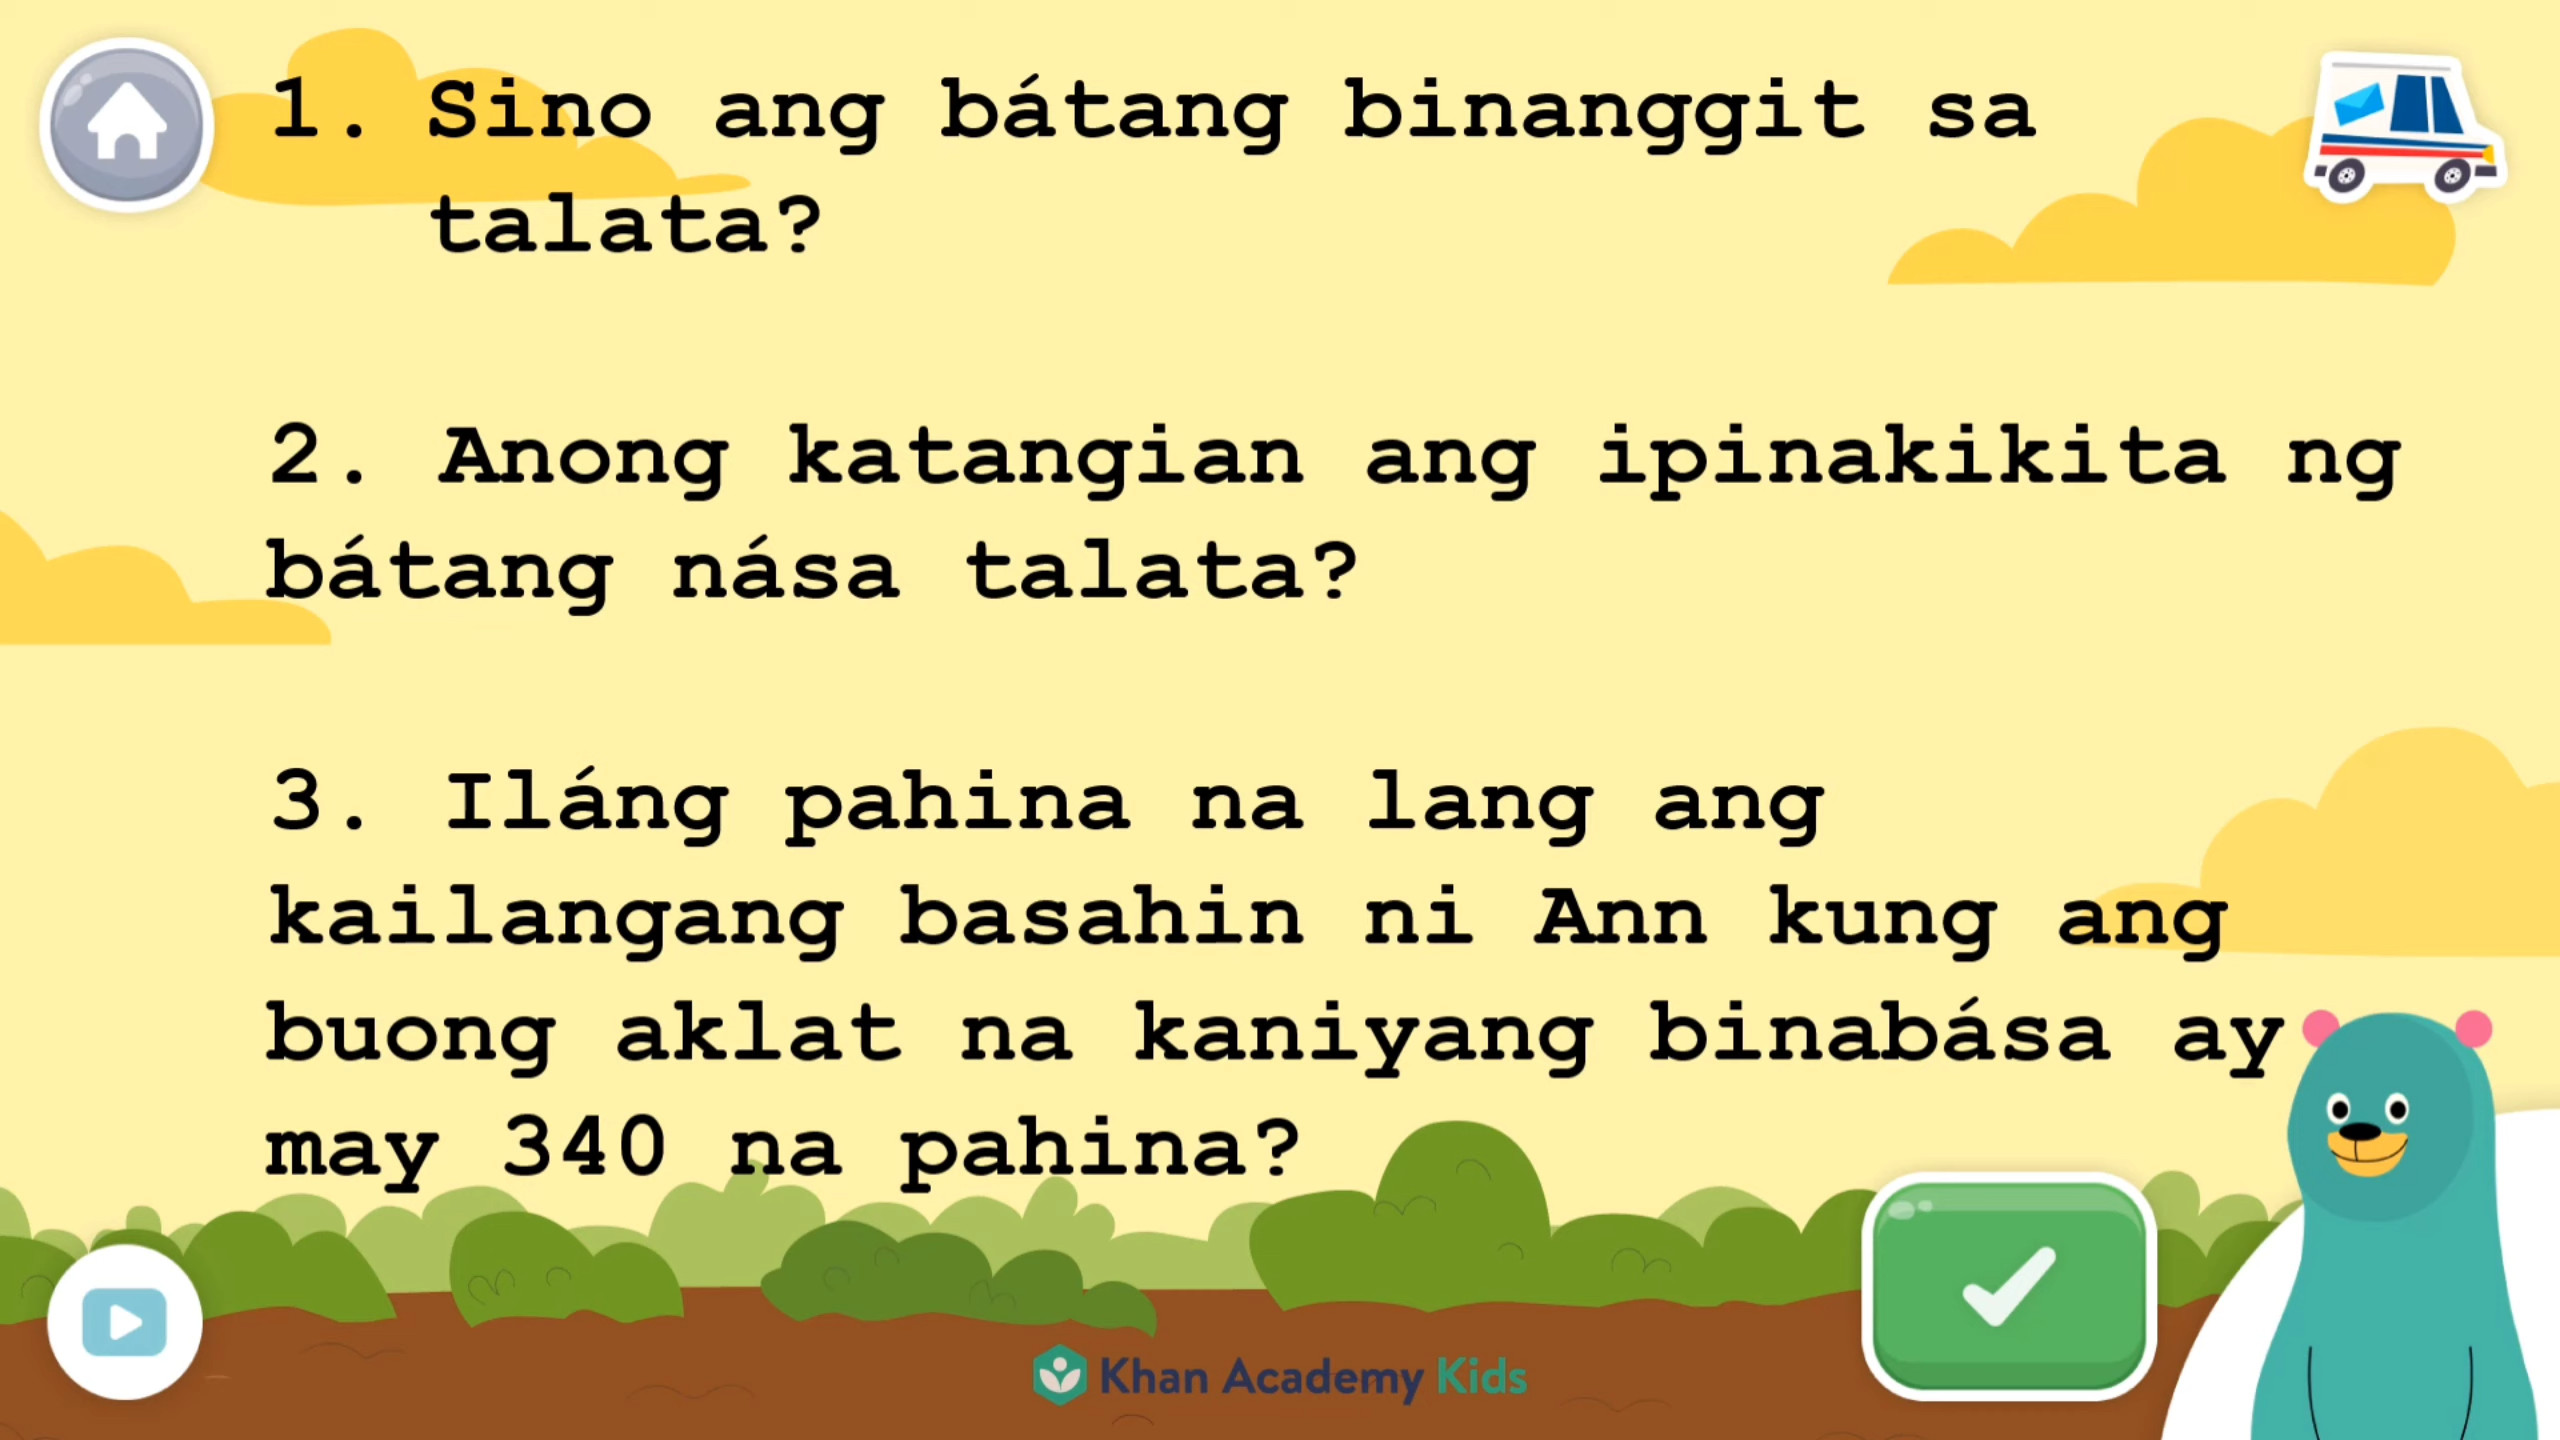 1. Sino ang bátang binanggit sa
talata?
2. Anong katangian ang ipinakikita ng
bátang nása talata?
3. Iláng pahina na lang ang
kailangang basahin ni Ann kung ang
buong aklat na kaniyang binabása ay
may 340 na pahina?
Khan Academy Kids